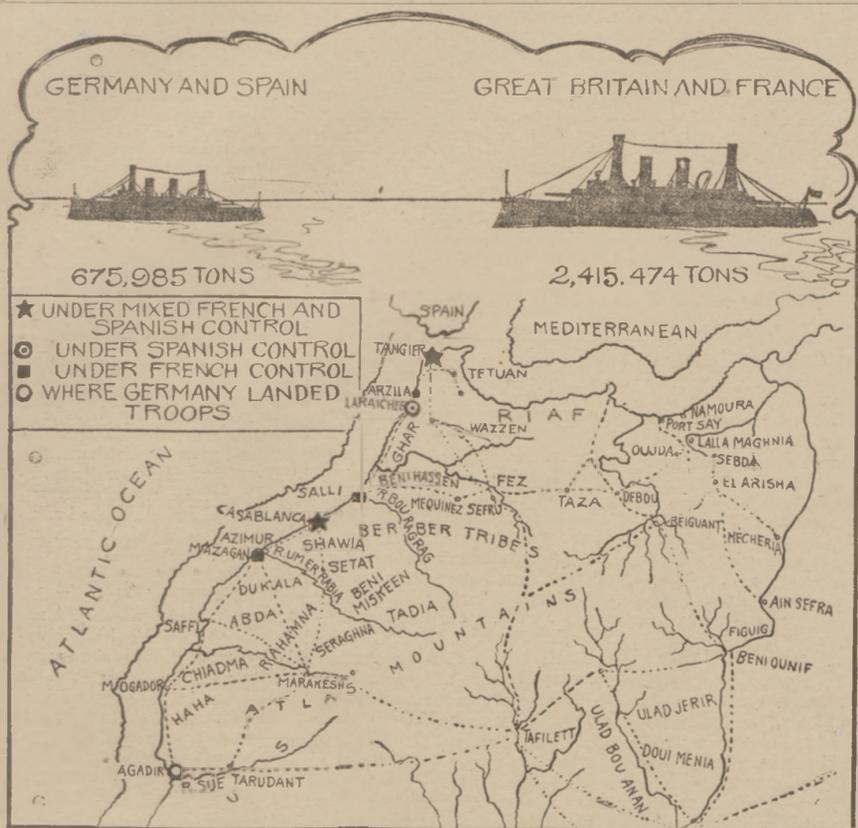 GERMANY AND SPAIN
GREAT BRITAIN AND FRANCE
675,985 TONS
2,415.474 TONS
UNDER MIXED FRENCH AND
SPANISH CONTROL
UNDER SPANISH CONTROL
UNDER FRENCH CONTROL
WHERE GERMANY LANDED
TROOPS
SPAIN
MEDITERRANEAN
TANGIER
TETUAN
ARZILA
LARAICHE
RIAF
NAMOURA
PORT SAY
WAZZEN
GHAR
LALLA MAGHNIA
OUJDA
SEBDA
BENI HASSEN
FEZ
EL ARISHA
SALLI
MEQUINEZ SEFRU
TAZA
DEBDU
R BOURAGRAG
CASABLANCA
BERBER TRIBES
BEIGUANT
MECHERIA
AZIMUR
SHAWIA
MAZAGAN
R RUMER RABIA
SETAT
DUKALA
BENI
MISKEEN
ATLANTIC OCEAN
AIN SEFRA
ABDA
TADIA
SAFFI
RAHAMNA
SERAGHNA
MOUNTAINS
FIGUIG
BENI OUNIF
CHIADMA
MOGADOR
MARAKESH
HAHA
ATLAS
ULAD JERIR
ULAD BOU ANAN
TAFILETT
DOUI MENIA
AGADIR
TARUDANT